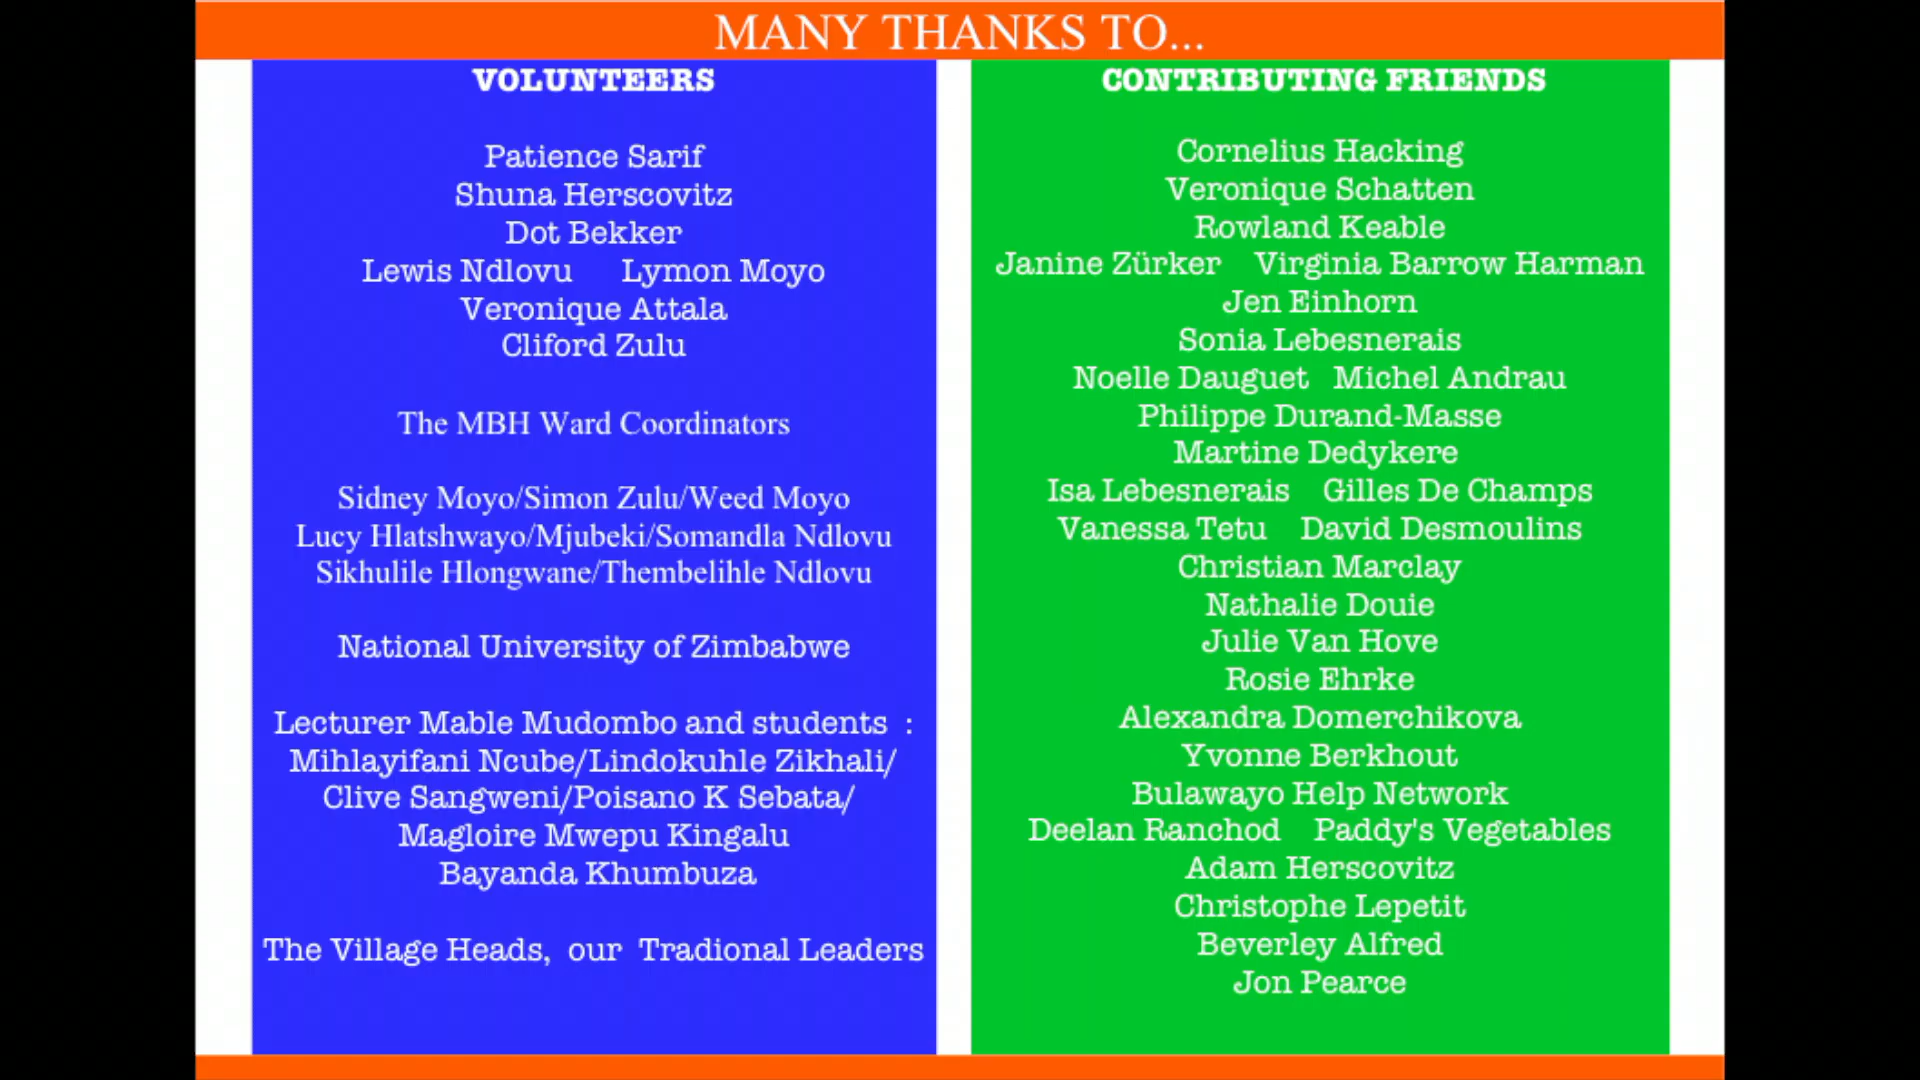 MANY THANKS TO...
VOLUNTEERS
Patience Sarif
Shuna Herscovitz
Dot Bekker
Lewis Ndlovu Lymon Moyo
Veronique Attala
Cliford Zulu
The MBH Ward Coordinators
Sidney Moyo/Simon Zulu/Weed Moyo
Lucy Hlatshwayo/Mjubeki/Somandla Ndlovu
Sikhulile Hlongwane/Thembelihle Ndlovu
National University of Zimbabwe
Lecturer Mable Mudombo and students :
Mihlayifani Ncube/Lindokuhle Zikhali/
Clive Sangweni/Poisano K Sebata/
Magloire Mwepu Kingalu
Bayanda Khumbuza
The Village Heads, our Tradional Leaders
CONTRIBUTING FRIENDS
Cornelius Hacking
Veronique Schatten
Rowland Keable
Janine Zürker Virginia Barrow Harman
Jen Einhorn
Sonia Lebesnerais
Noelle Dauguet Michel Andrau
Philippe Durand-Masse
Martine Dedykere
Isa Lebesnerais Gilles De Champs
Vanessa Tetu David Desmoulins
Christian Marclay
Nathalie Douie
Julie Van Hove
Rosie Ehrke
Alexandra Domerchikova
Yvonne Berkhout
Bulawayo Help Network
Deelan Ranchod Paddy's Vegetables
Adam Herscovitz
Christophe Lepetit
Beverley Alfred
Jon Pearce